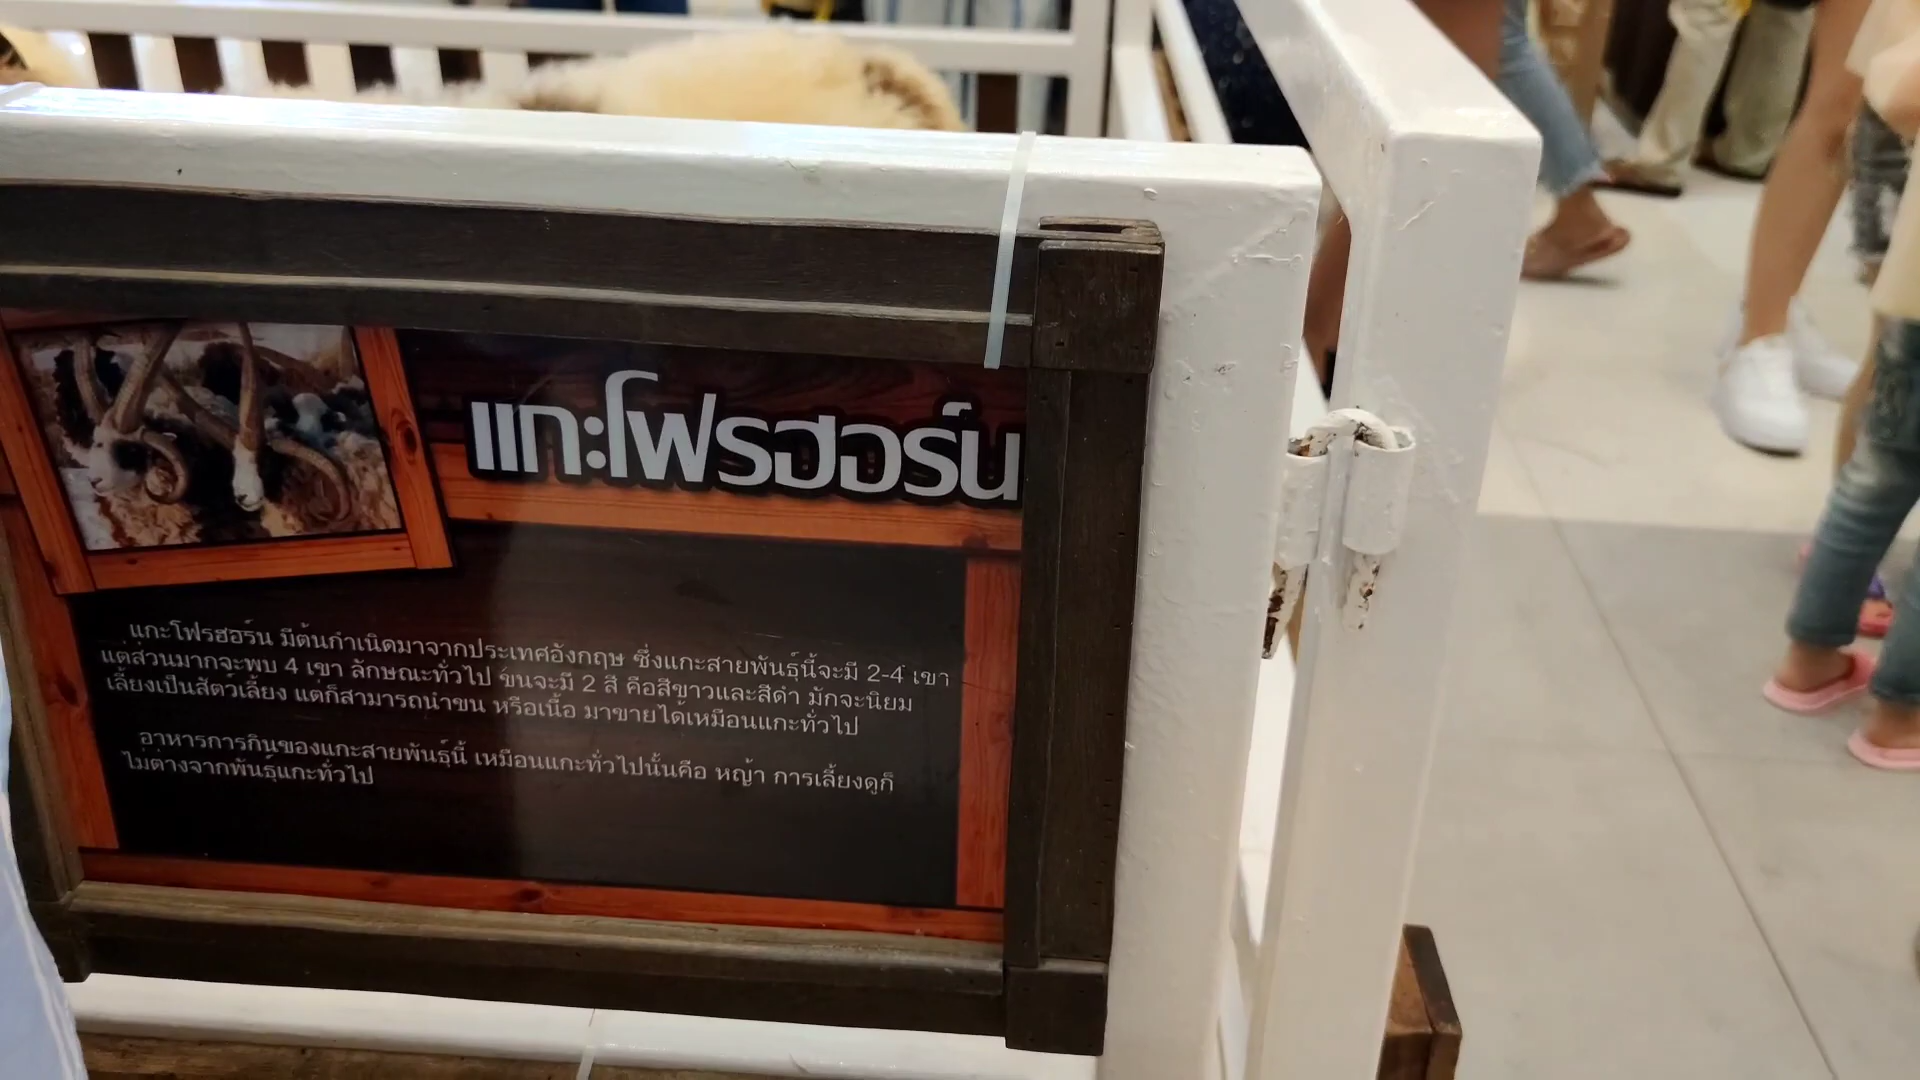 แกะโฟรฮอร์น
แกะโฟรฮอร์น มีต้นกำเนิดมาจากประเทศอังกฤษ ซึ่งแกะสายพันธุ์นี้จะมี 2-4 เขา
แต่ส่วนมากจะพบ 4 เขา ลักษณะทั่วไป ขนจะมี 2 สี คือสีขาวและสีดำ มักจะนิยม
เลี้ยงเป็นสัตว์เลี้ยง แต่ก็สามารถนำขน หรือเนื้อ มาขายได้เหมือนแกะทั่วไป
อาหารการกินของแกะสายพันธุ์นี้ เหมือนแกะทั่วไปนั้นคือ หญ้า การเลี้ยงดูก็
ไม่ต่างจากพันธุ์แกะทั่วไป